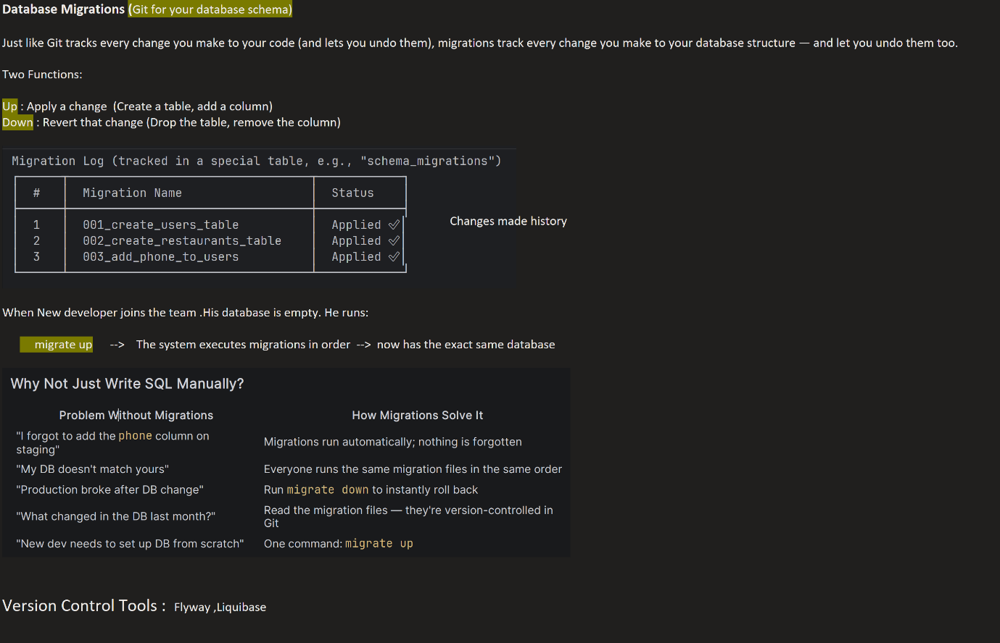 Database Migrations (Git for your database schema)
Just like Git tracks every change you make to your code (and lets you undo them), migrations track every change you make to your database structure — and let you undo them too.
Two Functions:
Up : Apply a change  (Create a table, add a column)
Down : Revert that change (Drop the table, remove the column)
Migration Log (tracked in a special table, e.g., "schema_migrations")
# Migration Name Status
1 001_create_users_table Applied ✅
2 002_create_restaurants_table Applied ✅
3 003_add_phone_to_users Applied ✅
Changes made history
When New developer joins the team .His database is empty. He runs:
migrate up --> The system executes migrations in order --> now has the exact same database
Why Not Just Write SQL Manually?
Problem Without Migrations How Migrations Solve It
"I forgot to add the phone column on
staging"
Migrations run automatically; nothing is forgotten
"My DB doesn't match yours" Everyone runs the same migration files in the same order
"Production broke after DB change" Run migrate down to instantly roll back
"What changed in the DB last month?"
Read the migration files — they're version-controlled in
Git
"New dev needs to set up DB from scratch" One command: migrate up
Version Control Tools : Flyway ,Liquibase